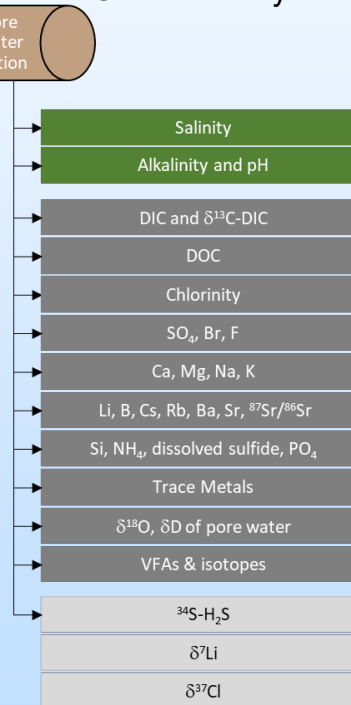 ore
ter
tion
Salinity
Alkalinity and pH
DIC and δ¹³C-DIC
DOC
Chlorinity
SO₄, Br, F
Ca, Mg, Na, K
Li, B, Cs, Rb, Ba, Sr, ⁸⁷Sr/⁸⁶Sr
Si, NH₄, dissolved sulfide, PO₄
Trace Metals
δ¹⁸O, δD of pore water
VFAs & isotopes
³⁴S-H₂S
δ⁷Li
δ³⁷Cl